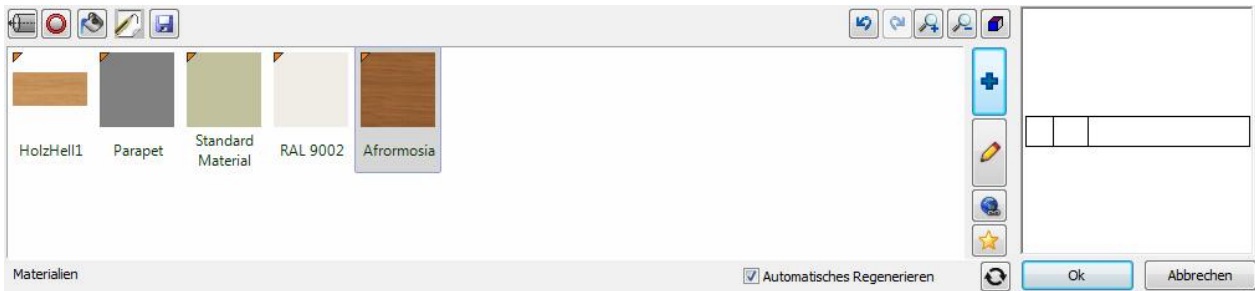 HolzHell1
Parapet
Standard
Material
RAL 9002
Afrormosia
Materialien
Automatisches Regenerieren
Ok
Abbrechen